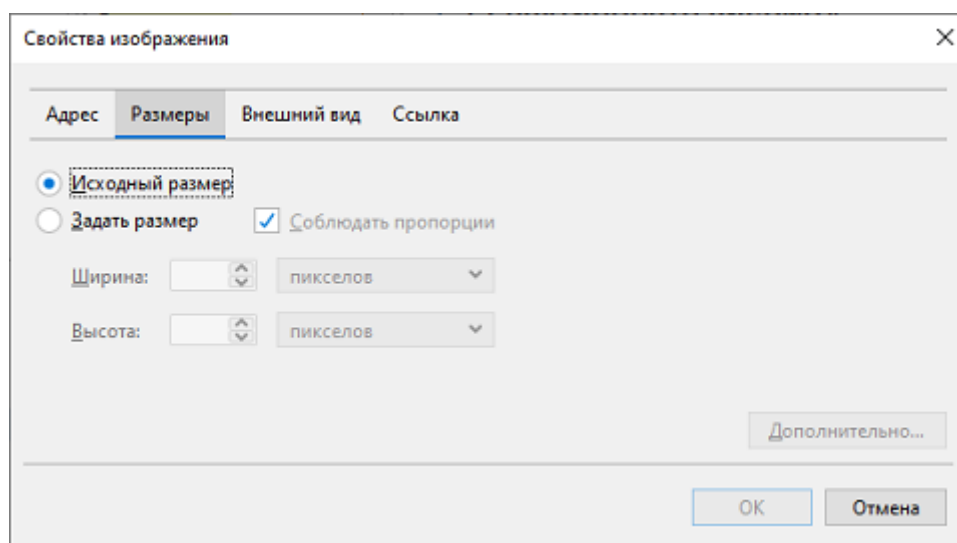 Свойства изображения
Адрес Размеры Внешний вид Ссылка
Исходный размер
Задать размер Соблюдать пропорции
Ширина: пикселов
Высота: пикселов
Дополнительно...
OK Отмена